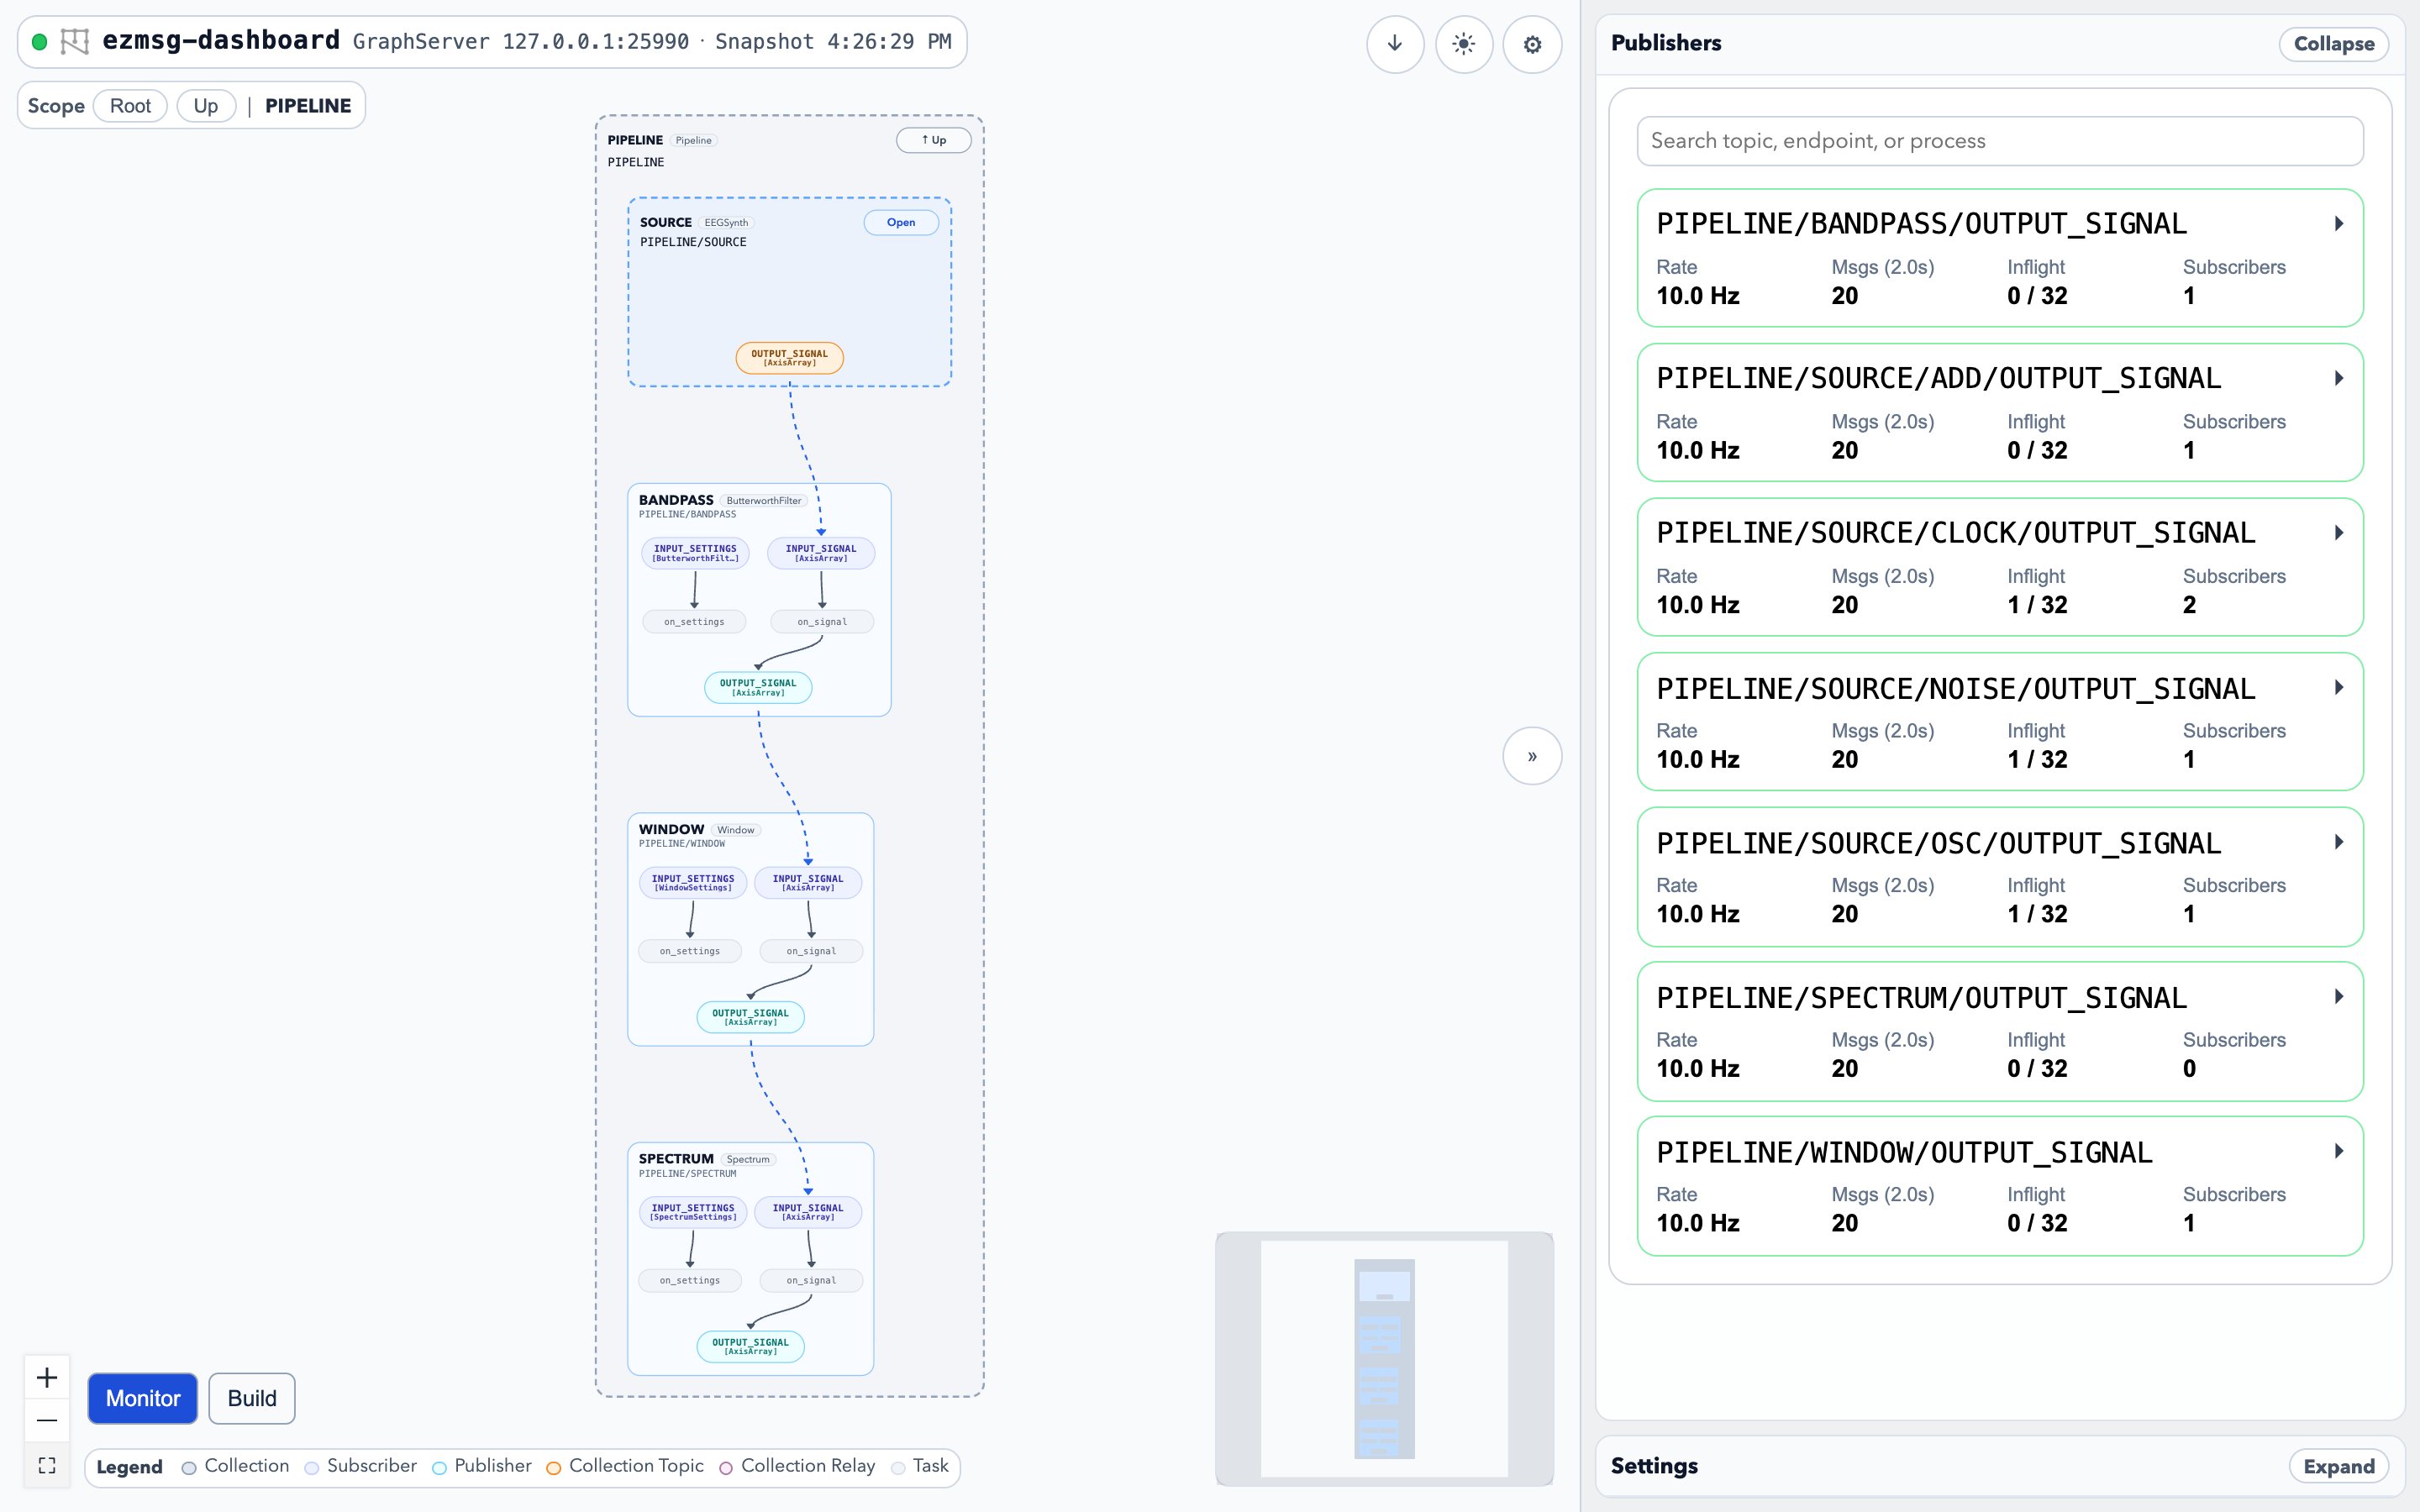 ezmsg-dashboard GraphServer 127.0.0.1:25990 · Snapshot 4:26:29 PM
Scope Root Up | PIPELINE
PIPELINE Pipeline ↑ Up
PIPELINE
SOURCE EEGSynth Open
PIPELINE/SOURCE
OUTPUT_SIGNAL
[AxisArray]
BANDPASS ButterworthFilter
PIPELINE/BANDPASS
INPUT_SETTINGS INPUT_SIGNAL
[ButterworthFilt…] [AxisArray]
on_settings on_signal
OUTPUT_SIGNAL
[AxisArray]
WINDOW Window
PIPELINE/WINDOW
INPUT_SETTINGS INPUT_SIGNAL
[WindowSettings] [AxisArray]
on_settings on_signal
OUTPUT_SIGNAL
[AxisArray]
SPECTRUM Spectrum
PIPELINE/SPECTRUM
INPUT_SETTINGS INPUT_SIGNAL
[SpectrumSettings] [AxisArray]
on_settings on_signal
OUTPUT_SIGNAL
[AxisArray]
»
Monitor Build
Legend Collection Subscriber Publisher Collection Topic Collection Relay Task
Publishers Collapse
Search topic, endpoint, or process
PIPELINE/BANDPASS/OUTPUT_SIGNAL
Rate Msgs (2.0s) Inflight Subscribers
10.0 Hz 20 0 / 32 1
PIPELINE/SOURCE/ADD/OUTPUT_SIGNAL
Rate Msgs (2.0s) Inflight Subscribers
10.0 Hz 20 0 / 32 1
PIPELINE/SOURCE/CLOCK/OUTPUT_SIGNAL
Rate Msgs (2.0s) Inflight Subscribers
10.0 Hz 20 1 / 32 2
PIPELINE/SOURCE/NOISE/OUTPUT_SIGNAL
Rate Msgs (2.0s) Inflight Subscribers
10.0 Hz 20 1 / 32 1
PIPELINE/SOURCE/OSC/OUTPUT_SIGNAL
Rate Msgs (2.0s) Inflight Subscribers
10.0 Hz 20 1 / 32 1
PIPELINE/SPECTRUM/OUTPUT_SIGNAL
Rate Msgs (2.0s) Inflight Subscribers
10.0 Hz 20 0 / 32 0
PIPELINE/WINDOW/OUTPUT_SIGNAL
Rate Msgs (2.0s) Inflight Subscribers
10.0 Hz 20 0 / 32 1
Settings Expand